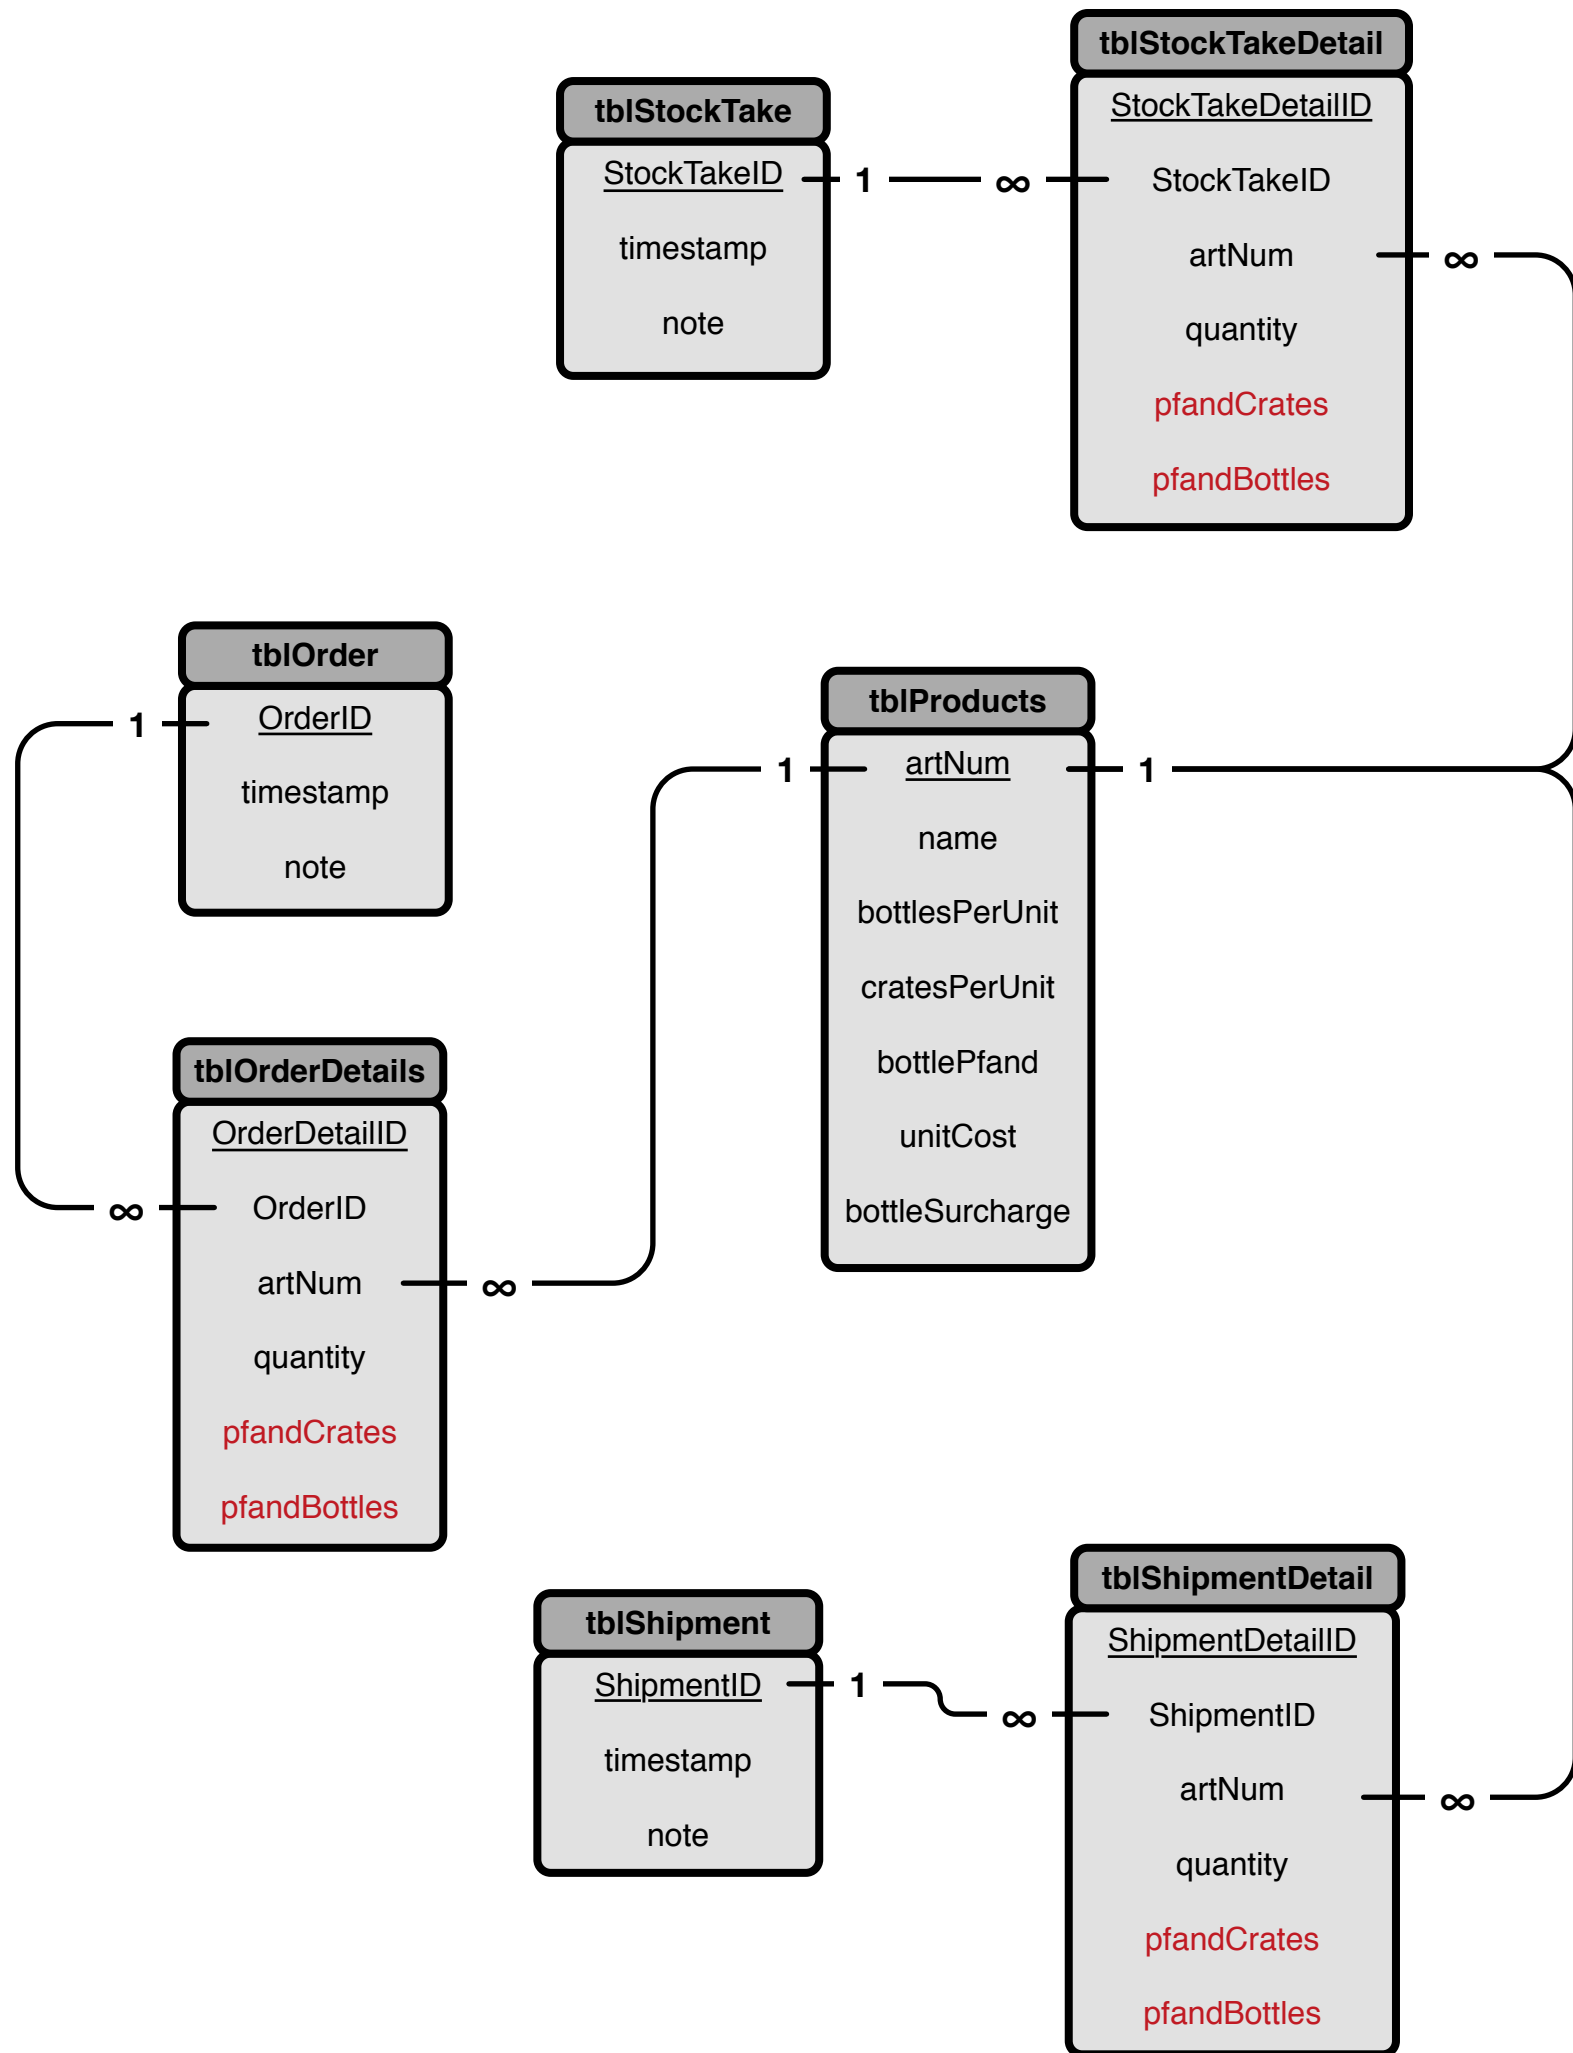 tblStockTakeDetail
StockTakeDetailID
StockTakeID
artNum
quantity
pfandCrates
pfandBottles
tblStockTake
StockTakeID
timestamp
note
1
∞
∞
tblOrder
OrderID
timestamp
note
1
tblProducts
artNum
name
bottlesPerUnit
cratesPerUnit
bottlePfand
unitCost
bottleSurcharge
1
1
tblOrderDetails
OrderDetailID
OrderID
artNum
quantity
pfandCrates
pfandBottles
∞
∞
tblShipment
ShipmentID
timestamp
note
1
∞
tblShipmentDetail
ShipmentDetailID
ShipmentID
artNum
quantity
pfandCrates
pfandBottles
∞